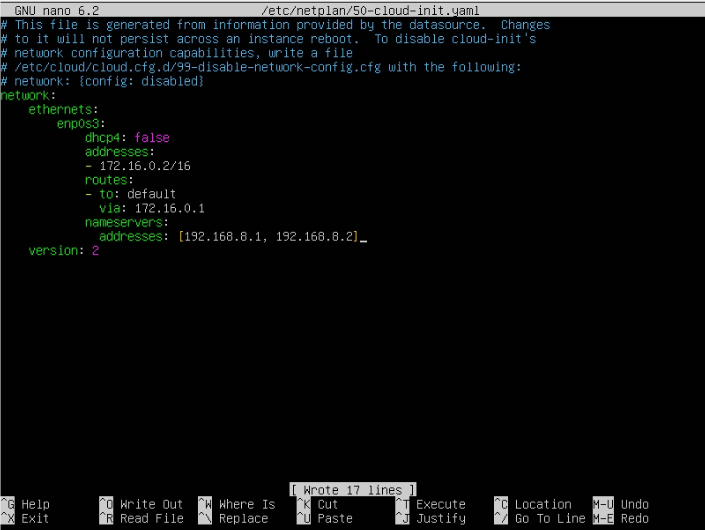 GNU nano 6.2 /etc/netplan/50-cloud-init.yaml
# This file is generated from information provided by the datasource.  Changes
# to it will not persist across an instance reboot.  To disable cloud-init's
# network configuration capabilities, write a file
# /etc/cloud/cloud.cfg.d/99-disable-network-config.cfg with the following:
# network: {config: disabled}
network:
    ethernets:
        enp0s3:
            dhcp4: false
            addresses:
            - 172.16.0.2/16
            routes:
            - to: default
              via: 172.16.0.1
            nameservers:
              addresses: [192.168.8.1, 192.168.8.2]
    version: 2
[ Wrote 17 lines ]
^G Help ^O Write Out ^W Where Is ^K Cut ^T Execute ^C Location M-U Undo
^X Exit ^R Read File ^\ Replace ^U Paste ^J Justify ^/ Go To Line M-E Redo